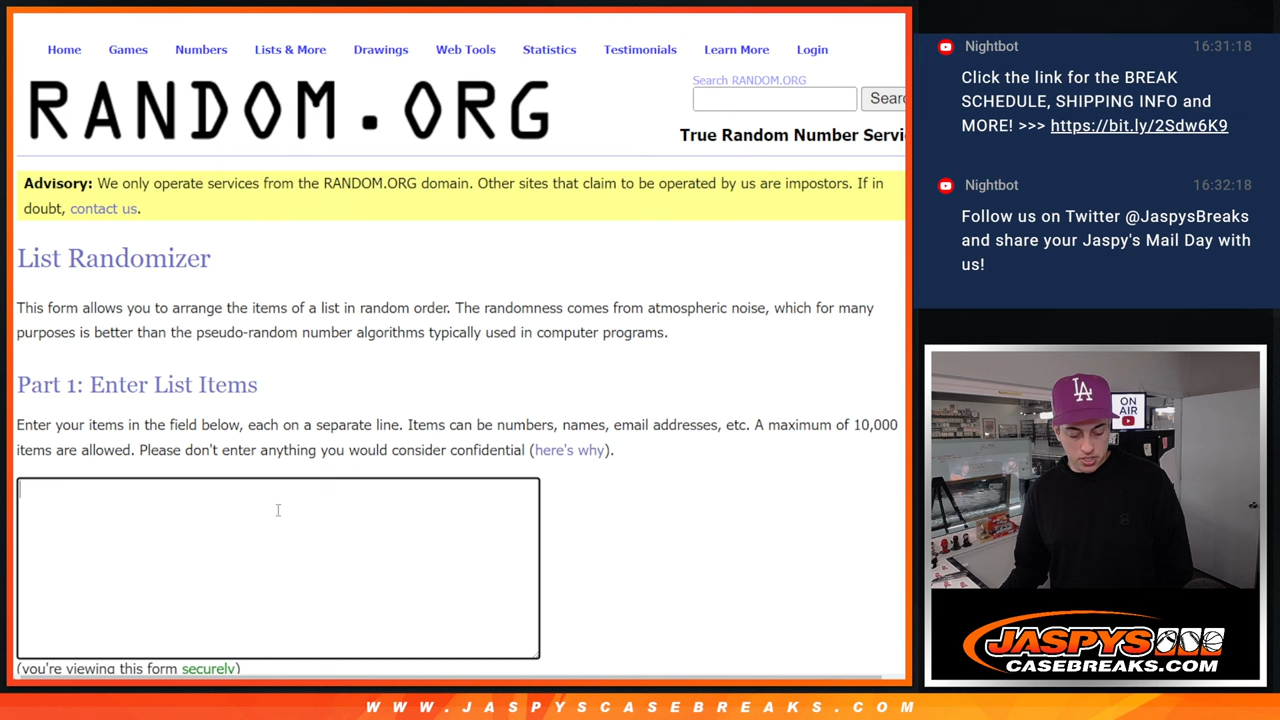 Home Games Numbers Lists & More Drawings Web Tools Statistics Testimonials Learn More Login
RANDOM.ORG
Search RANDOM.ORG
Searc
True Random Number Servi
Advisory: We only operate services from the RANDOM.ORG domain. Other sites that claim to be operated by us are impostors. If in
doubt, contact us.
List Randomizer
This form allows you to arrange the items of a list in random order. The randomness comes from atmospheric noise, which for many
purposes is better than the pseudo-random number algorithms typically used in computer programs.
Part 1: Enter List Items
Enter your items in the field below, each on a separate line. Items can be numbers, names, email addresses, etc. A maximum of 10,000
items are allowed. Please don't enter anything you would consider confidential (here's why).
(you're viewing this form securely)
Nightbot 16:31:18
Click the link for the BREAK
SCHEDULE, SHIPPING INFO and
MORE! >>> https://bit.ly/2Sdw6K9
Nightbot 16:32:18
Follow us on Twitter @JaspysBreaks
and share your Jaspy's Mail Day with
us!
LA
ON
AIR
JASPYS
CASEBREAKS.COM
WWW.JASPYSCASEBREAKS.COM